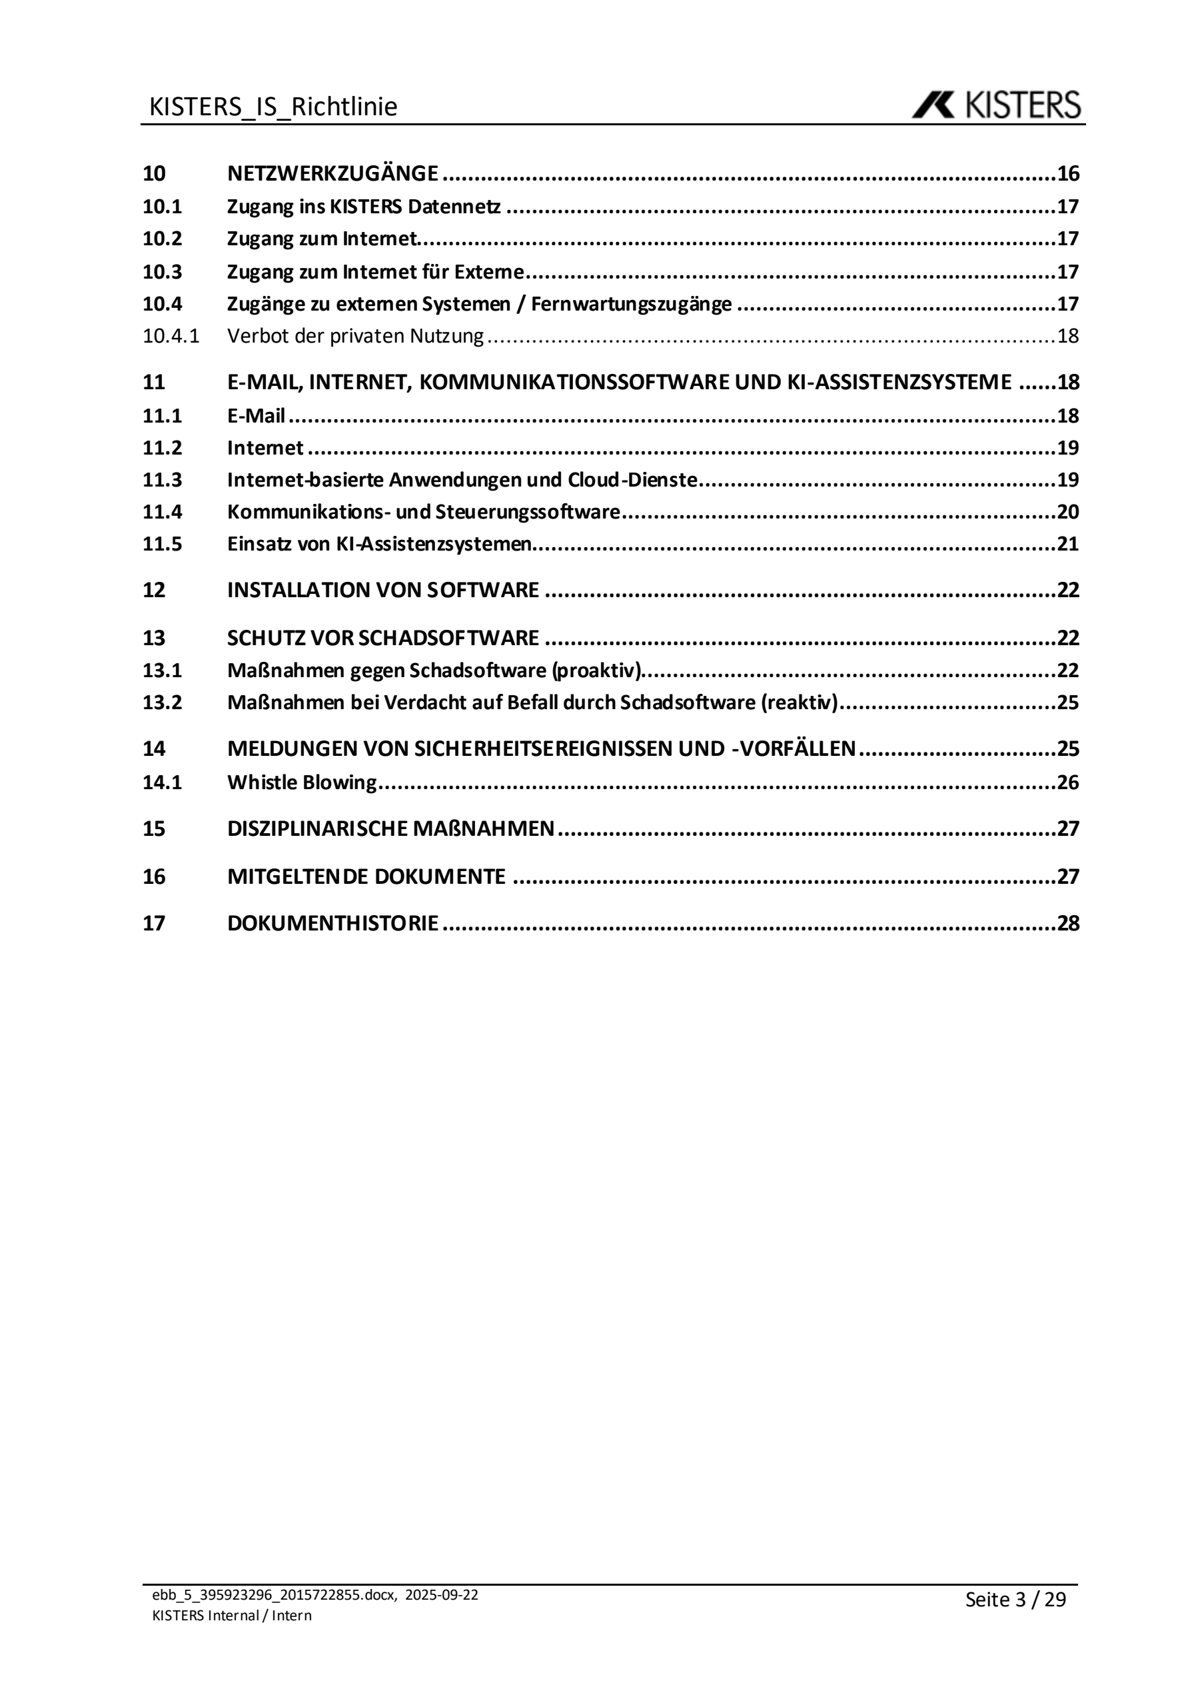 KISTERS_IS_Richtlinie
KISTERS
10 NETZWERKZUGÄNGE ........ 16
10.1 Zugang ins KISTERS Datennetz ........ 17
10.2 Zugang zum Internet ........ 17
10.3 Zugang zum Internet für Externe ........ 17
10.4 Zugänge zu externen Systemen / Fernwartungszugänge ........ 17
10.4.1 Verbot der privaten Nutzung ........ 18
11 E-MAIL, INTERNET, KOMMUNIKATIONSSOFTWARE UND KI-ASSISTENZSYSTEME ...... 18
11.1 E-Mail ........ 18
11.2 Internet ........ 19
11.3 Internet-basierte Anwendungen und Cloud-Dienste ........ 19
11.4 Kommunikations- und Steuerungssoftware ........ 20
11.5 Einsatz von KI-Assistenzsystemen ........ 21
12 INSTALLATION VON SOFTWARE ........ 22
13 SCHUTZ VOR SCHADSOFTWARE ........ 22
13.1 Maßnahmen gegen Schadsoftware (proaktiv) ........ 22
13.2 Maßnahmen bei Verdacht auf Befall durch Schadsoftware (reaktiv) ........ 25
14 MELDUNGEN VON SICHERHEITSEREIGNISSEN UND -VORFÄLLEN ........ 25
14.1 Whistle Blowing ........ 26
15 DISZIPLINARISCHE MAßNAHMEN ........ 27
16 MITGELTENDE DOKUMENTE ........ 27
17 DOKUMENTHISTORIE ........ 28
ebb_5_395923296_2015722855.docx, 2025-09-22
Seite 3 / 29
KISTERS Internal / Intern